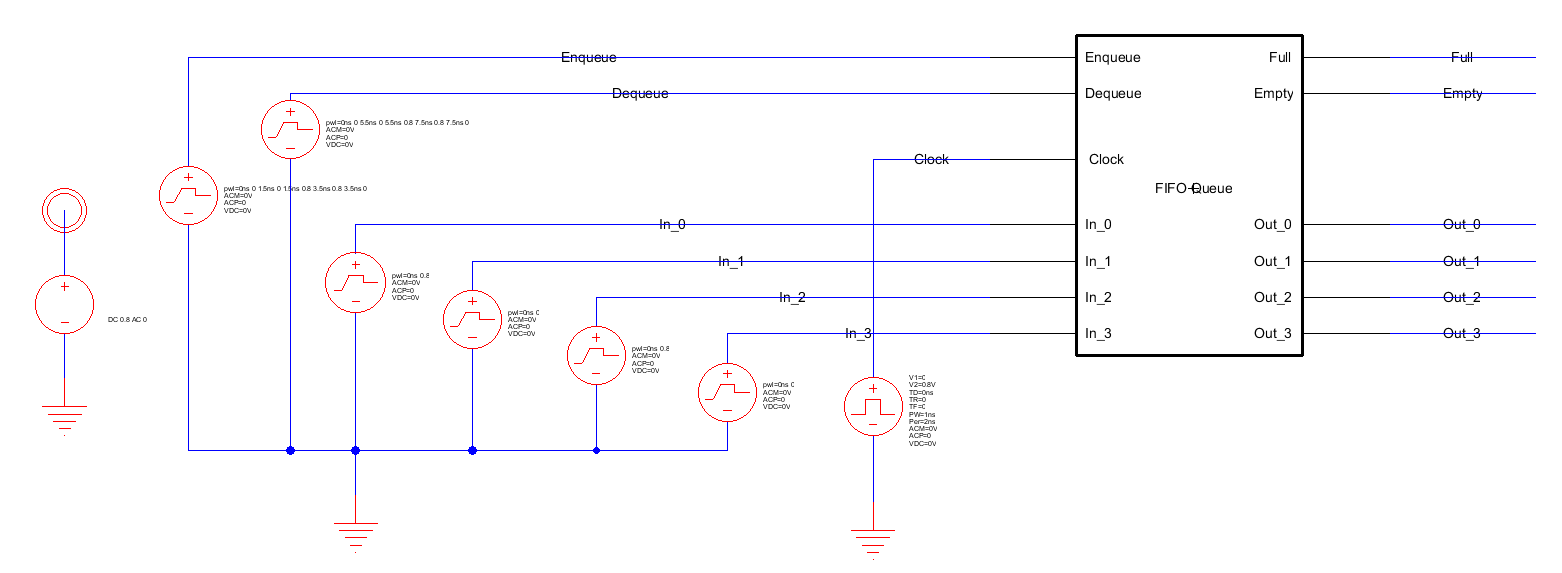 Enqueue
Enqueue
Full
Full
Dequeue
Dequeue
Empty
Empty
pwl=0ns 0 5.5ns 0 5.5ns 0.8 7.5ns 0.8 7.5ns 0
ACM=0V
ACP=0
VDC=0V
Clock
Clock
pwl=0ns 0 1.5ns 0 1.5ns 0.8 3.5ns 0.8 3.5ns 0
ACM=0V
ACP=0
VDC=0V
FIFO-Queue
In_0
In_0
Out_0
Out_0
In_1
In_1
Out_1
Out_1
pwl=0ns 0.8
ACM=0V
ACP=0
VDC=0V
In_2
In_2
Out_2
Out_2
DC 0.8 AC 0
pwl=0ns 0
ACM=0V
ACP=0
VDC=0V
In_3
In_3
Out_3
Out_3
pwl=0ns 0.8
ACM=0V
ACP=0
VDC=0V
pwl=0ns 0
ACM=0V
ACP=0
VDC=0V
V1=0
V2=0.8V
TD=0ns
TR=0
TF=0
PW=1ns
Per=2ns
ACM=0V
ACP=0
VDC=0V